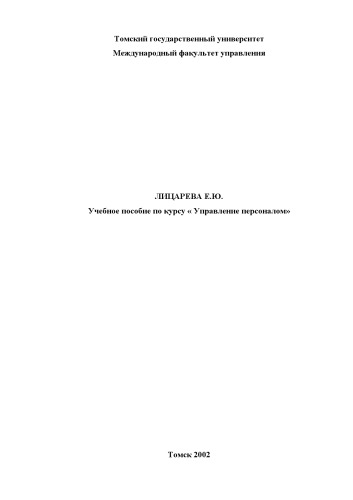 Томский государственный университет
Международный факультет управления
ЛИЦАРЕВА Е.Ю.
Учебное пособие по курсу « Управление персоналом»
Томск 2002